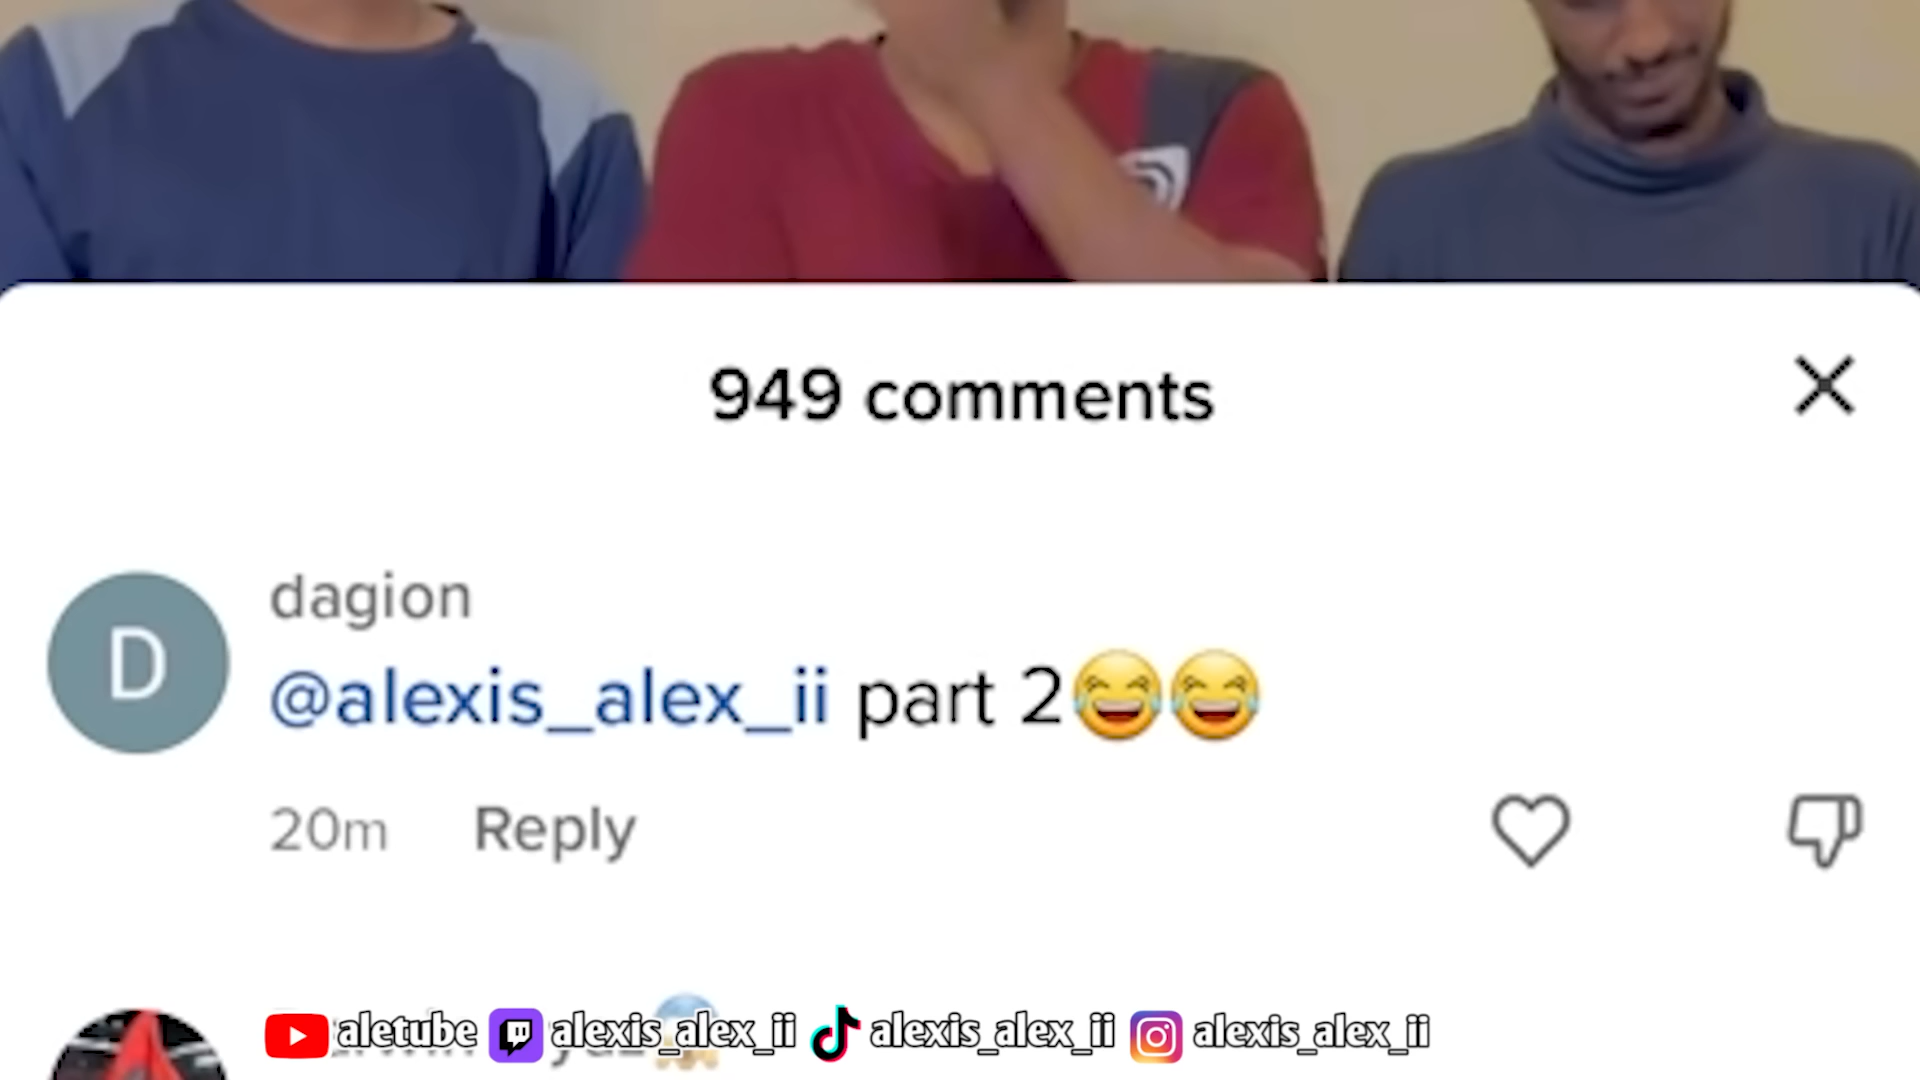 949 comments
D
dagion
@alexis_alex_ii part 2😂😂
20m Reply
aletube alexis_alex_ii alexis_alex_ii alexis_alex_ii